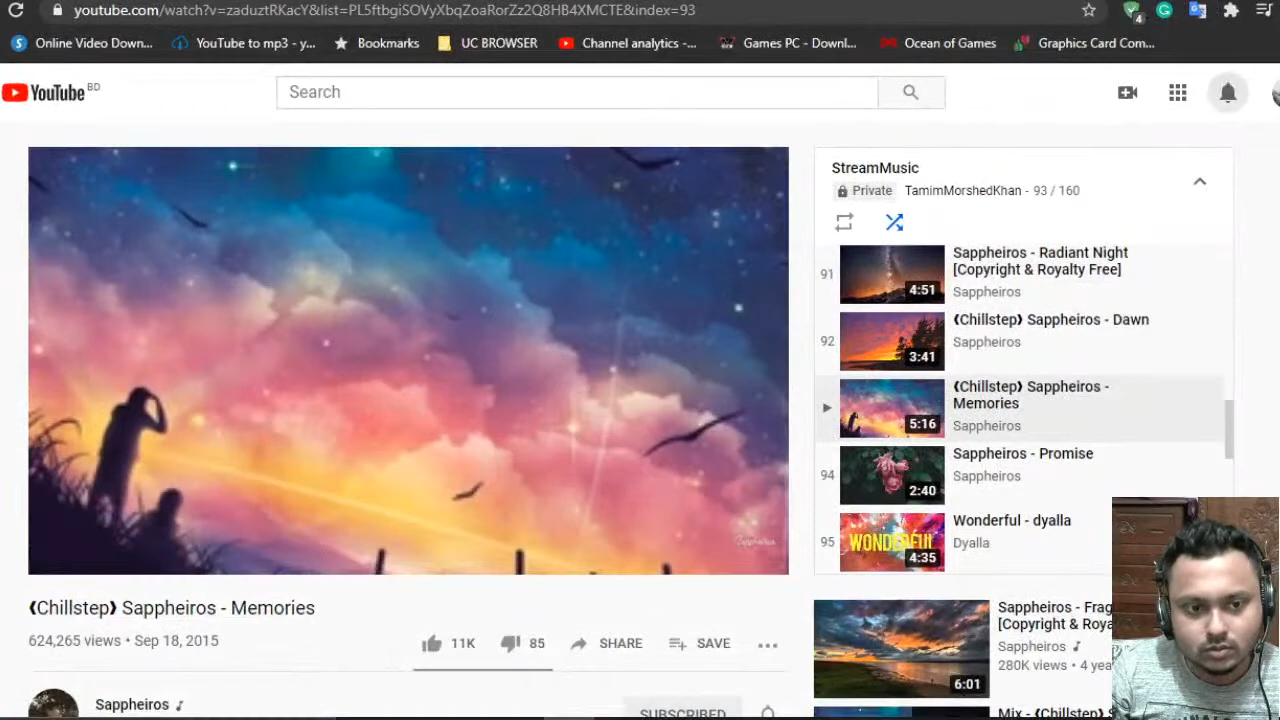 youtube.com/watch?v=zaduztRKacY&list=PL5ftbgiSOVyXbqZoaRorZz2Q8HB4XMCTE&index=93
4
Online Video Down...
YouTube to mp3 - y...
Bookmarks
UC BROWSER
Channel analytics -...
Games PC - Downl...
Ocean of Games
Graphics Card Com...
YouTube BD
Search
StreamMusic
Private TamimMorshedKhan - 93 / 160
91
4:51
Sappheiros - Radiant Night
[Copyright & Royalty Free]
Sappheiros
92
3:41
❰Chillstep❱ Sappheiros - Dawn
Sappheiros
5:16
❰Chillstep❱ Sappheiros -
Memories
Sappheiros
94
2:40
Sappheiros - Promise
Sappheiros
95
WONDERFUL
4:35
Wonderful - dyalla
Dyalla
Sappheiros
❰Chillstep❱ Sappheiros - Memories
624,265 views • Sep 18, 2015
11K
85
SHARE
SAVE
Sappheiros
SUBSCRIBED
6:01
Sappheiros - Frag
[Copyright & Roya
Sappheiros
280K views • 4 yea
Mix - ❰Chillstep❱ S